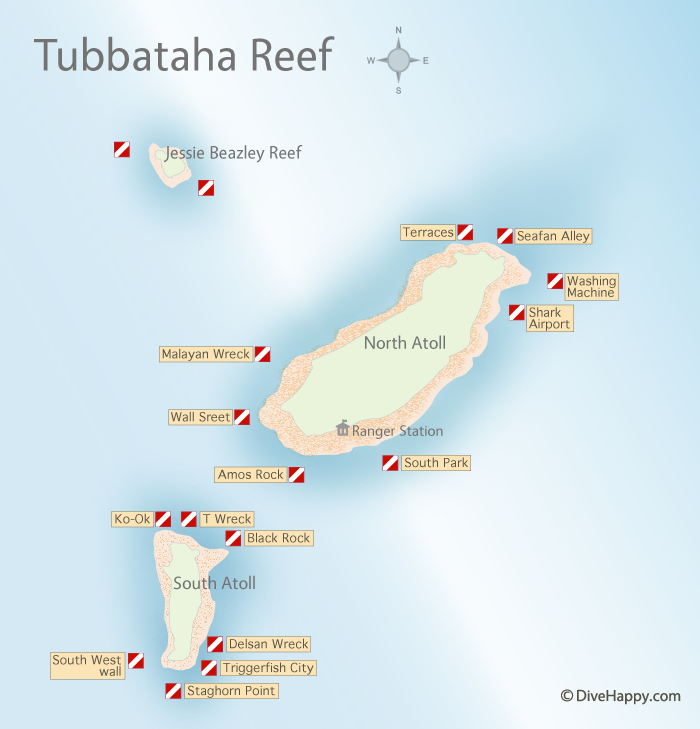 Tubbataha Reef
N
W
E
S
Jessie Beazley Reef
Terraces
Seafan Alley
Washing
Machine
Shark
Airport
North Atoll
Malayan Wreck
Wall Sreet
Ranger Station
South Park
Amos Rock
Ko-Ok
T Wreck
Black Rock
South Atoll
Delsan Wreck
South West
wall
Triggerfish City
Staghorn Point
© DiveHappy.com